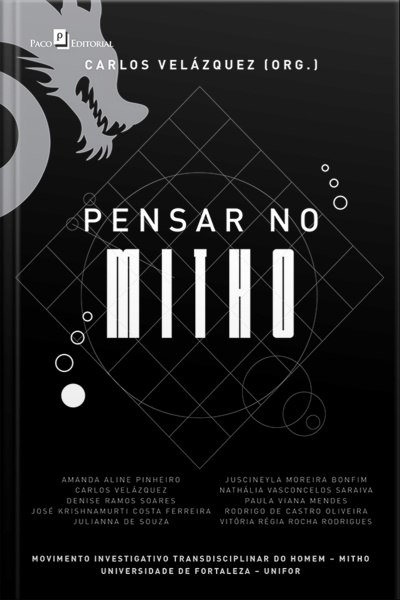 PACO EDITORIAL
CARLOS VELÁZQUEZ (ORG.)
PENSAR NO
MITHO
AMANDA ALINE PINHEIRO
CARLOS VELÁZQUEZ
DENISE RAMOS SOARES
JOSÉ KRISHNAMURTI COSTA FERREIRA
JULIANNA DE SOUZA
JUSCINEYLA MOREIRA BONFIM
NATHÁLIA VASCONCELOS SARAIVA
PAULA VIANA MENDES
RODRIGO DE CASTRO OLIVEIRA
VITÓRIA RÉGIA ROCHA RODRIGUES
MOVIMENTO INVESTIGATIVO TRANSDISCIPLINAR DO HOMEM – MITHO
UNIVERSIDADE DE FORTALEZA – UNIFOR